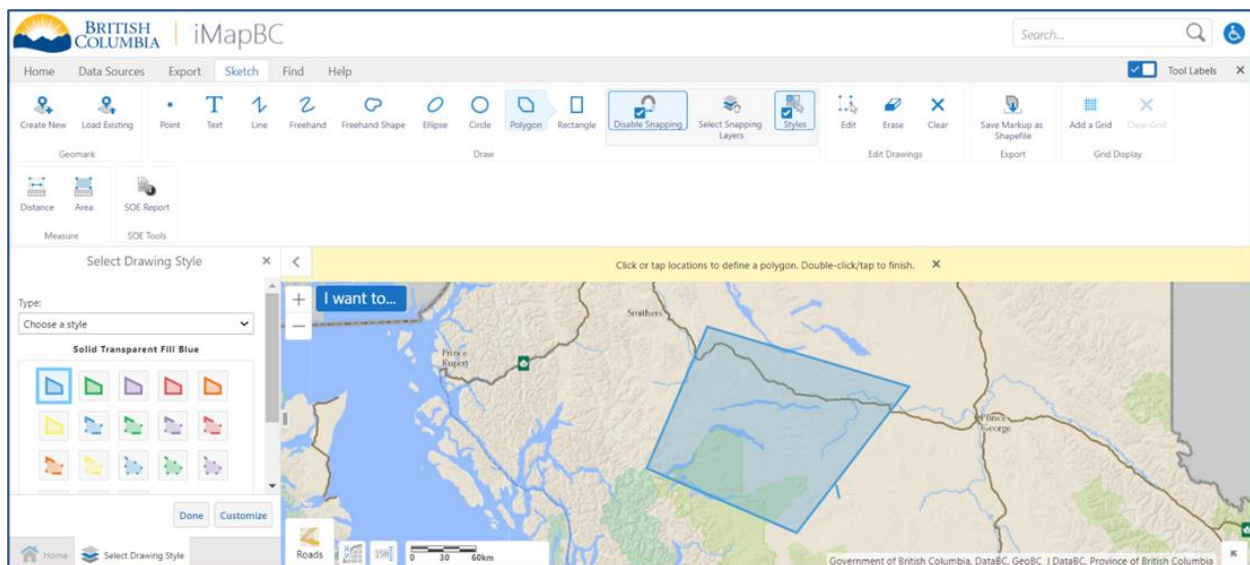 BRITISH
COLUMBIA
iMapBC
Search...
Home Data Sources Export Sketch Find Help
Tool Labels
Create New Load Existing Point Text Line Freehand Freehand Shape Ellipse Circle Polygon Rectangle Disable Snapping Select Snapping Styles Edit Erase Clear Save Markup as Add a Grid Clear Grid
Layers Shapefile
Geomark Draw Edit Drawings Export Grid Display
Distance Area SOE Report
Measure SOE Tools
Select Drawing Style
Click or tap locations to define a polygon. Double-click/tap to finish.
I want to...
Type:
Choose a style
Solid Transparent Fill Blue
Smithers
Prince
Rupert
Prince
George
Done Customize
Roads
0 30 60km
Home Select Drawing Style
Government of British Columbia, DataBC, GeoBC | DataBC, Province of British Columbia